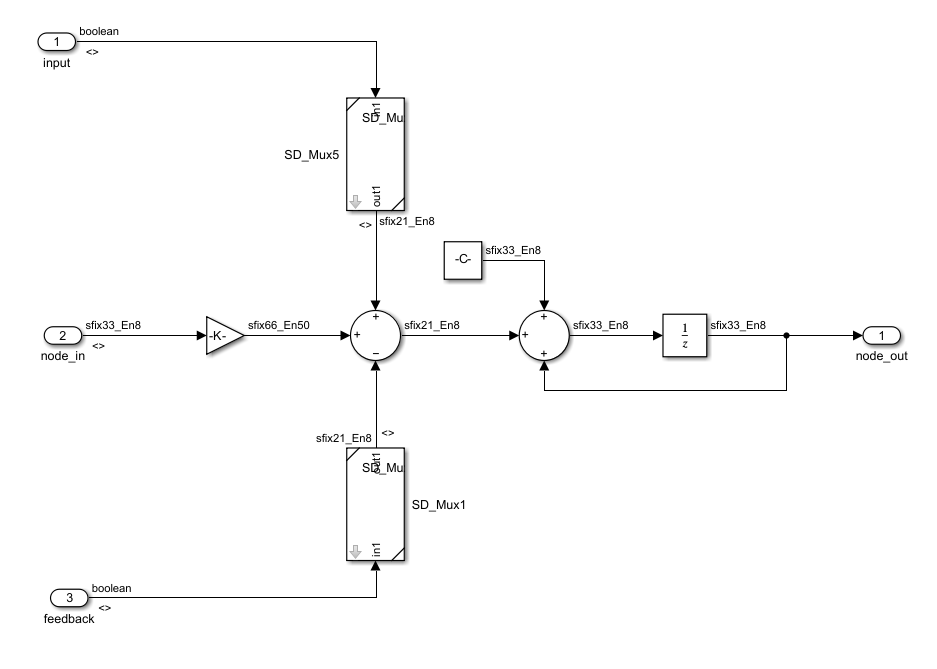 boolean
1
<>
input
in1
SD_Mu
SD_Mux5
out1
<>
sfix21_En8
-C-
sfix33_En8
2
sfix33_En8
<>
node_in
-K-
sfix66_En50
+
+
−
sfix21_En8
+
+
+
sfix33_En8
1
z
sfix33_En8
1
node_out
sfix21_En8
<>
out1
SD_Mu
SD_Mux1
in1
boolean
3
<>
feedback